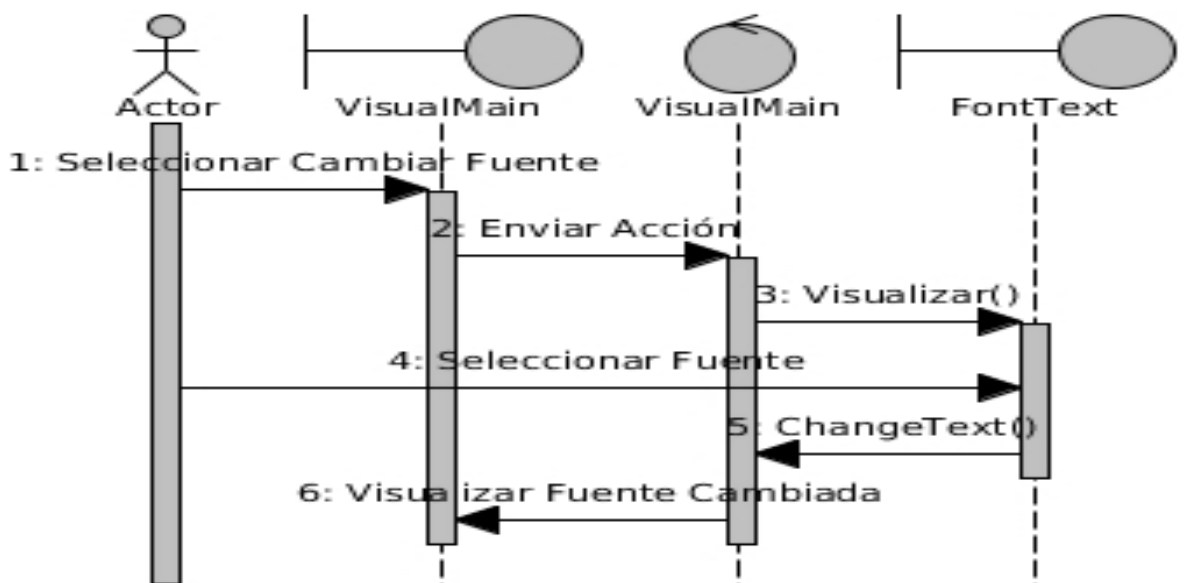 Actor
VisualMain
VisualMain
FontText
1: Seleccionar Cambiar Fuente
2: Enviar Acción
3: Visualizar()
4: Seleccionar Fuente
5: ChangeText()
6: Visualizar Fuente Cambiada